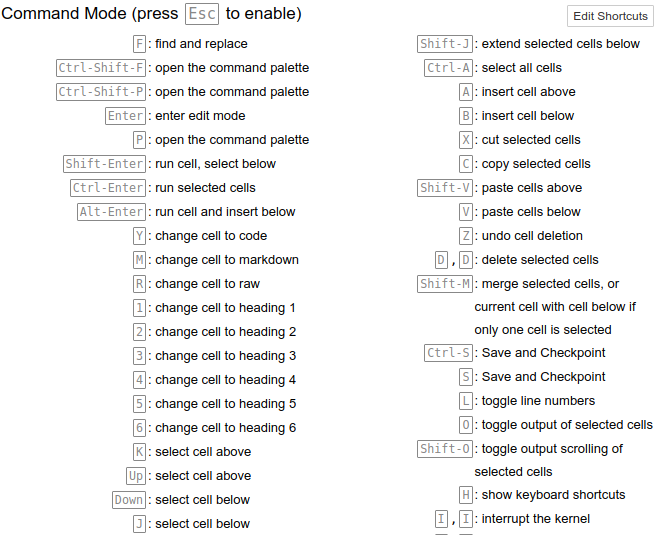 Command Mode (press Esc to enable)
Edit Shortcuts
F : find and replace
Ctrl-Shift-F : open the command palette
Ctrl-Shift-P : open the command palette
Enter : enter edit mode
P : open the command palette
Shift-Enter : run cell, select below
Ctrl-Enter : run selected cells
Alt-Enter : run cell and insert below
Y : change cell to code
M : change cell to markdown
R : change cell to raw
1 : change cell to heading 1
2 : change cell to heading 2
3 : change cell to heading 3
4 : change cell to heading 4
5 : change cell to heading 5
6 : change cell to heading 6
K : select cell above
Up : select cell above
Down : select cell below
J : select cell below
Shift-J : extend selected cells below
Ctrl-A : select all cells
A : insert cell above
B : insert cell below
X : cut selected cells
C : copy selected cells
Shift-V : paste cells above
V : paste cells below
Z : undo cell deletion
D , D : delete selected cells
Shift-M : merge selected cells, or
current cell with cell below if
only one cell is selected
Ctrl-S : Save and Checkpoint
S : Save and Checkpoint
L : toggle line numbers
O : toggle output of selected cells
Shift-O : toggle output scrolling of
selected cells
H : show keyboard shortcuts
I , I : interrupt the kernel